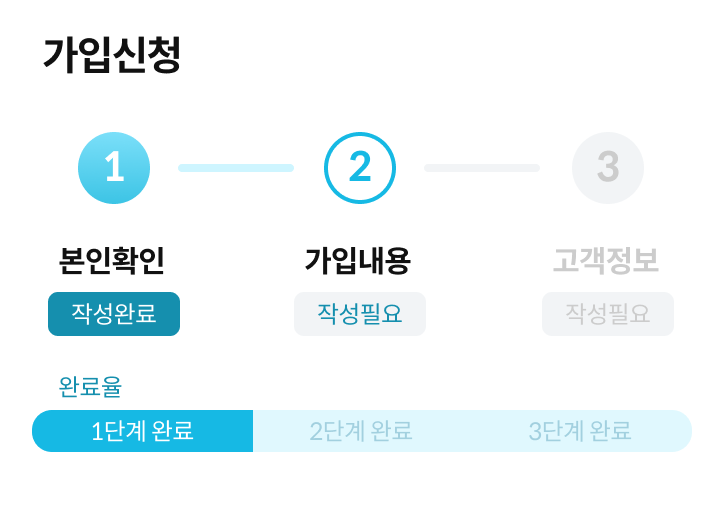 가입신청
1 2 3
본인확인 가입내용 고객정보
작성완료 작성필요 작성필요
완료율
1단계 완료 2단계 완료 3단계 완료